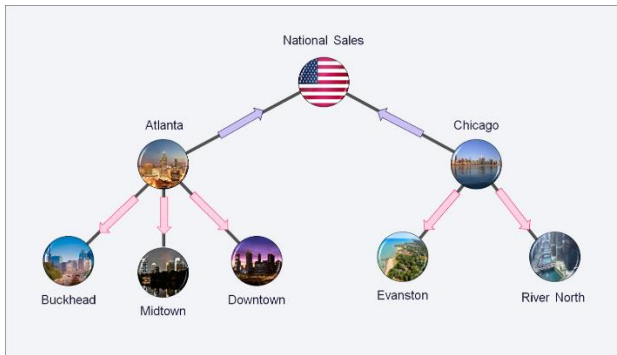 National Sales
Atlanta
Chicago
Buckhead
Midtown
Downtown
Evanston
River North